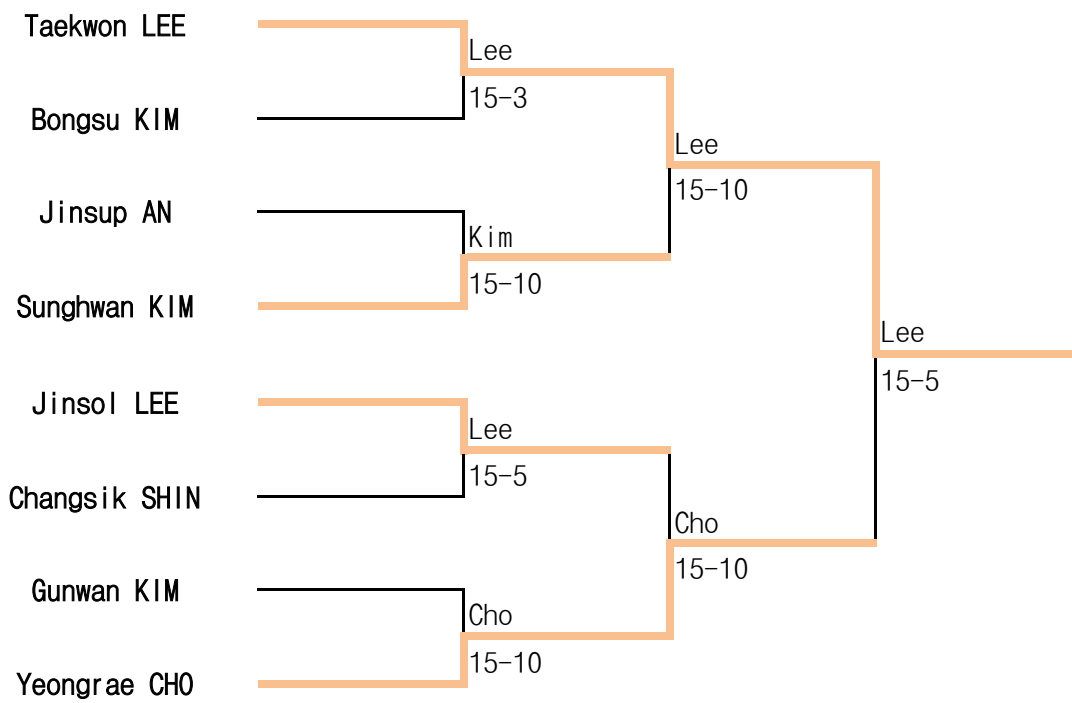 Taekwon LEE
Lee
15-3
Bongsu KIM
Lee
15-10
Jinsup AN
Kim
15-10
Sunghwan KIM
Lee
15-5
Jinsol LEE
Lee
15-5
Changsik SHIN
Cho
15-10
Gunwan KIM
Cho
15-10
Yeongrae CHO